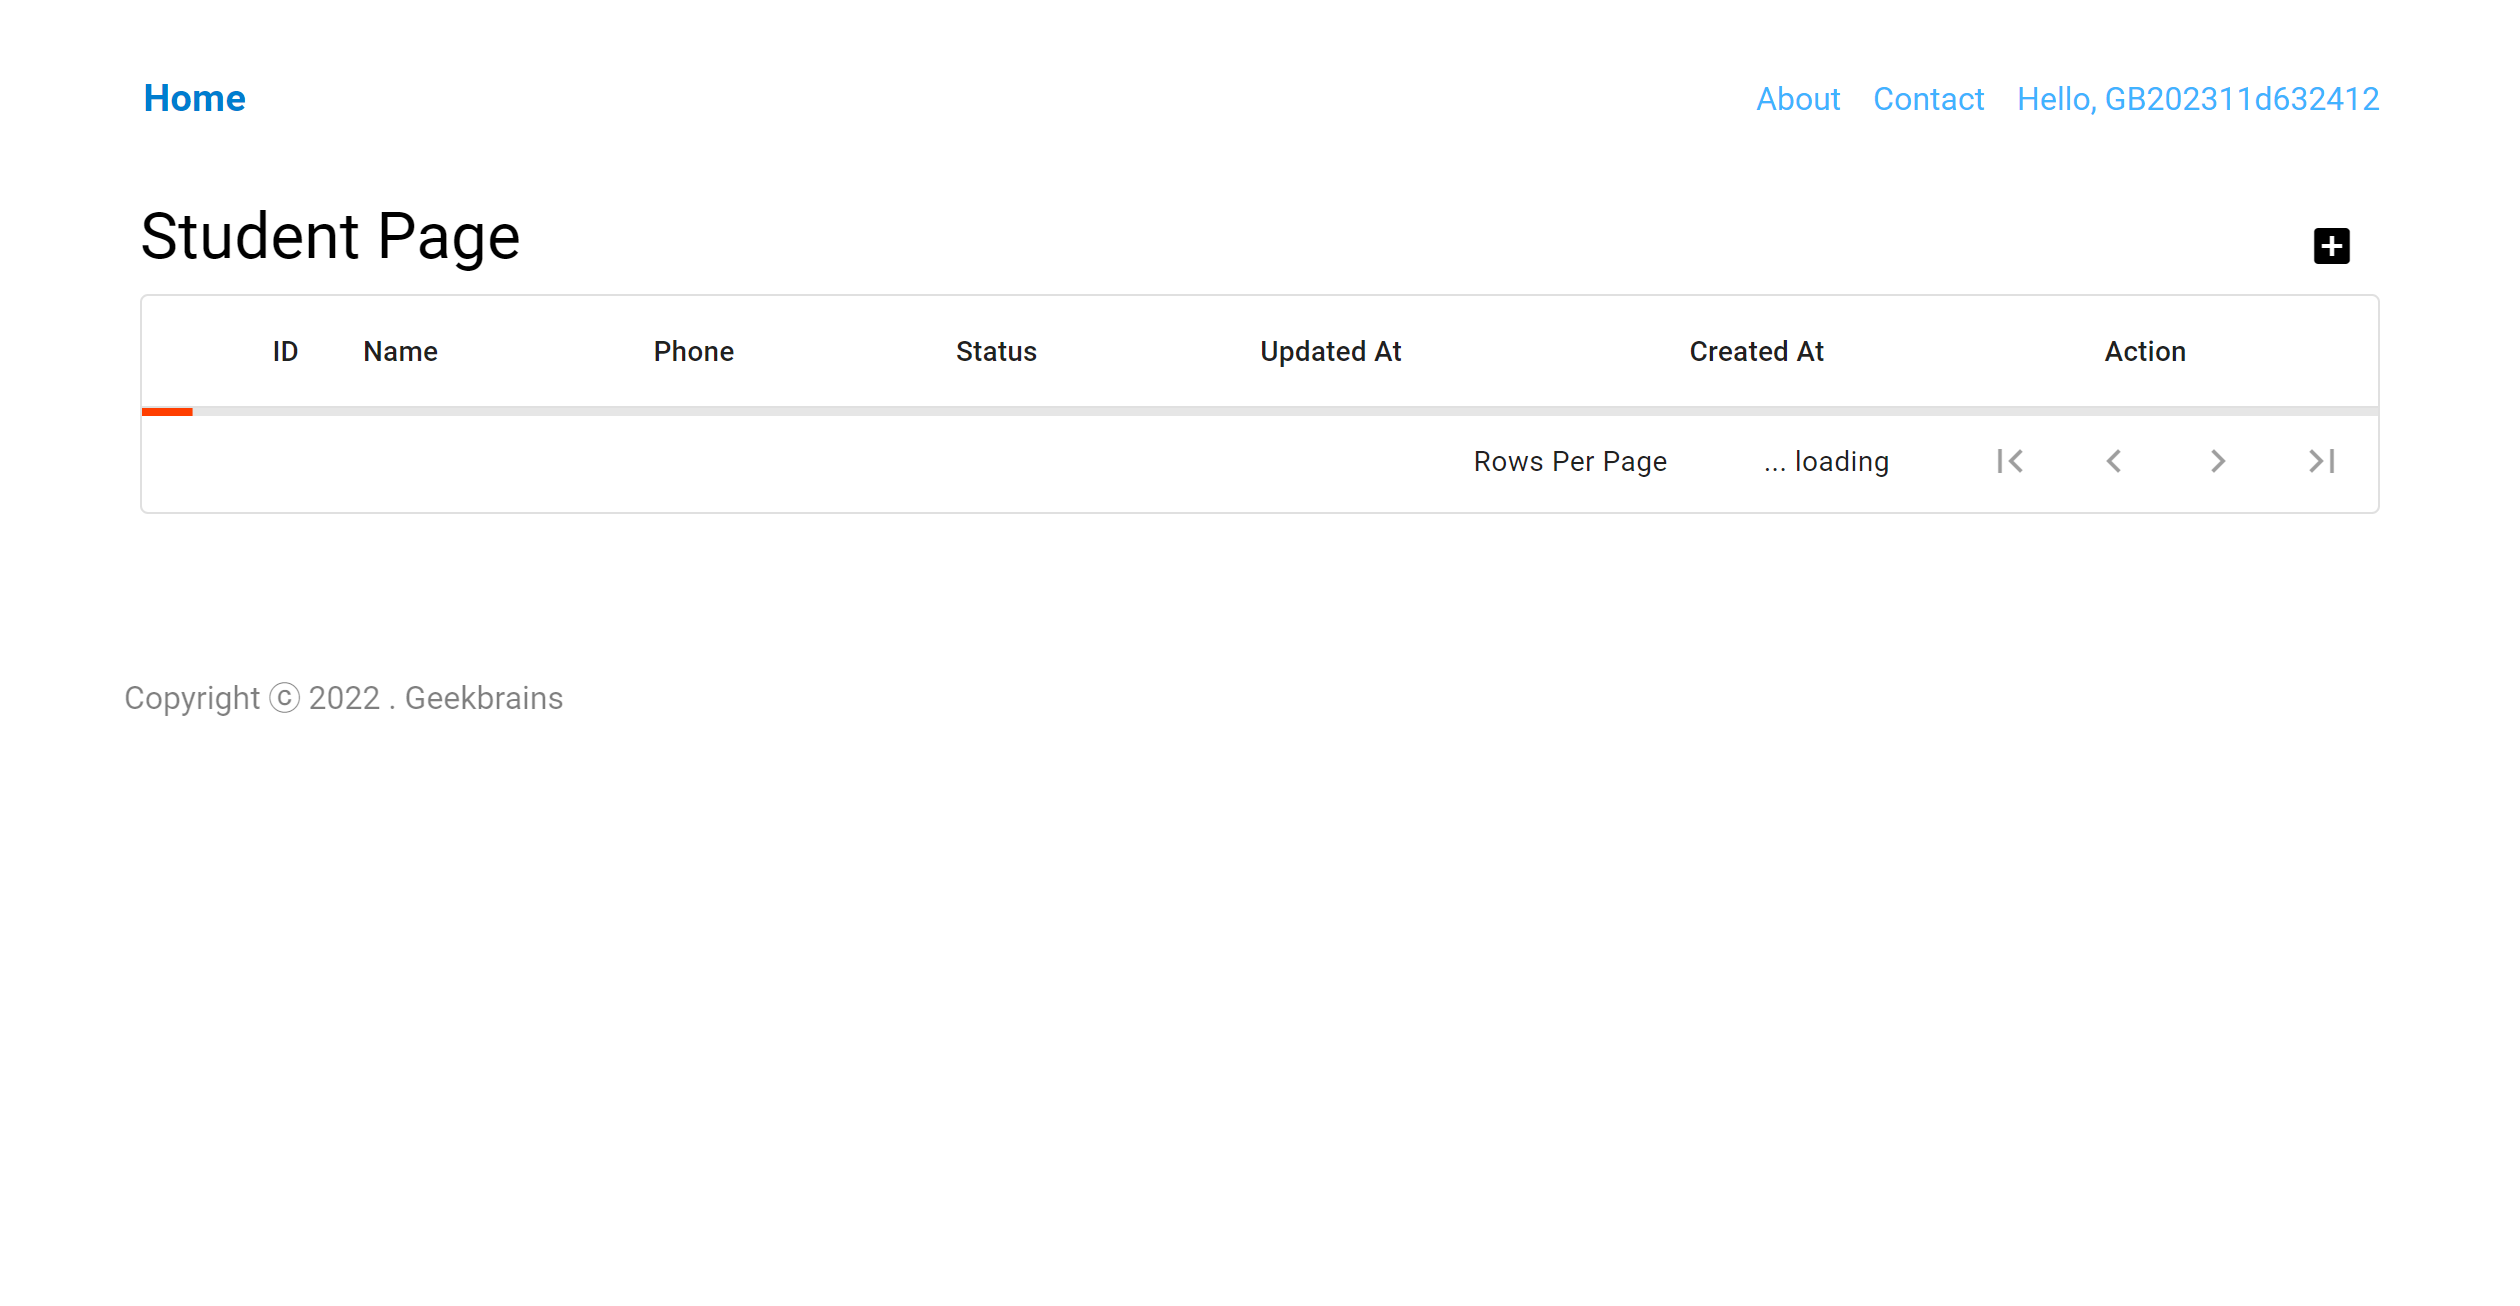 Home About Contact Hello, GB202311d632412
Student Page
ID Name Phone Status Updated At Created At Action
Rows Per Page ... loading
Copyright ⓒ 2022 . Geekbrains